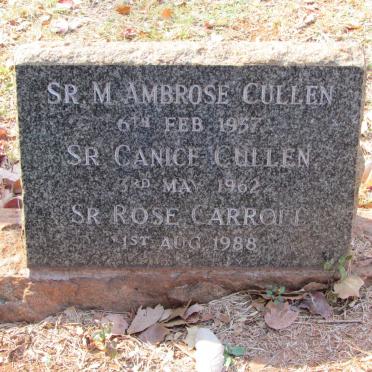 SR. M. AMBROSE CULLEN
6TH FEB 1957
SR CANICE CULLEN
3RD MAY 1962
SR ROSE CARROLL
1ST AUG 1988